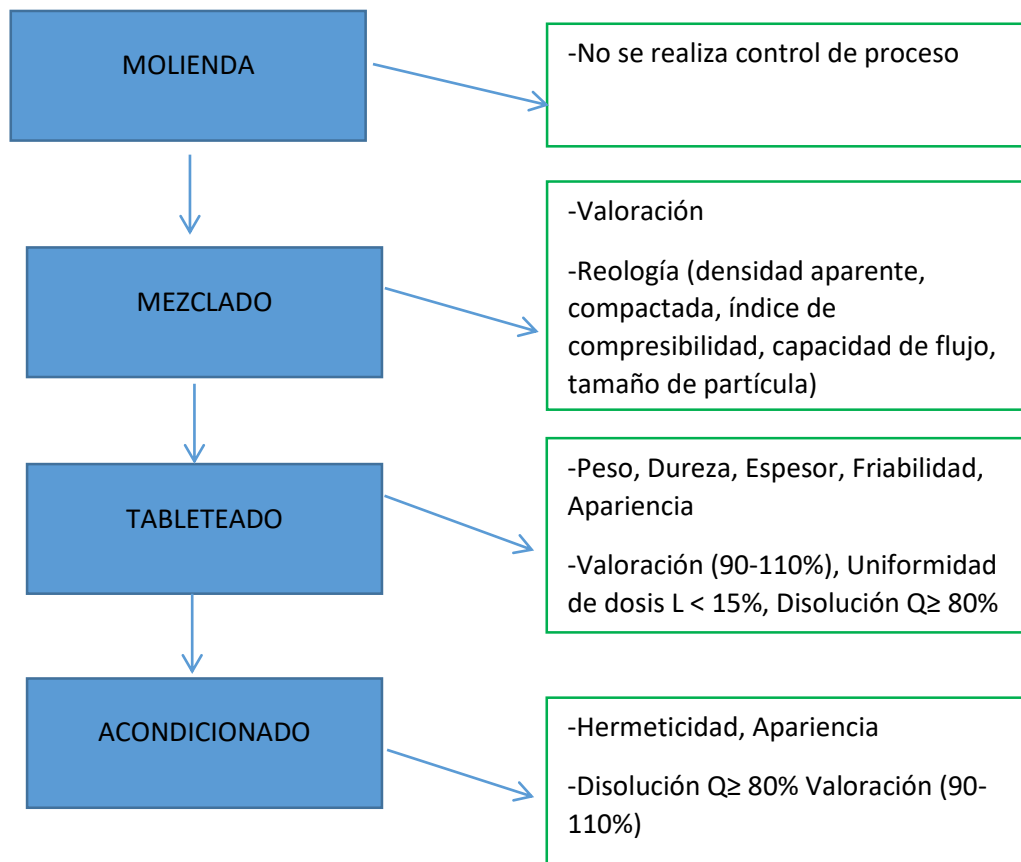 MOLIENDA
-No se realiza control de proceso
MEZCLADO
-Valoración
-Reología (densidad aparente,
compactada, índice de
compresibilidad, capacidad de flujo,
tamaño de partícula)
TABLETEADO
-Peso, Dureza, Espesor, Friabilidad,
Apariencia
-Valoración (90-110%), Uniformidad
de dosis L < 15%, Disolución Q≥ 80%
ACONDICIONADO
-Hermeticidad, Apariencia
-Disolución Q≥ 80% Valoración (90-
110%)